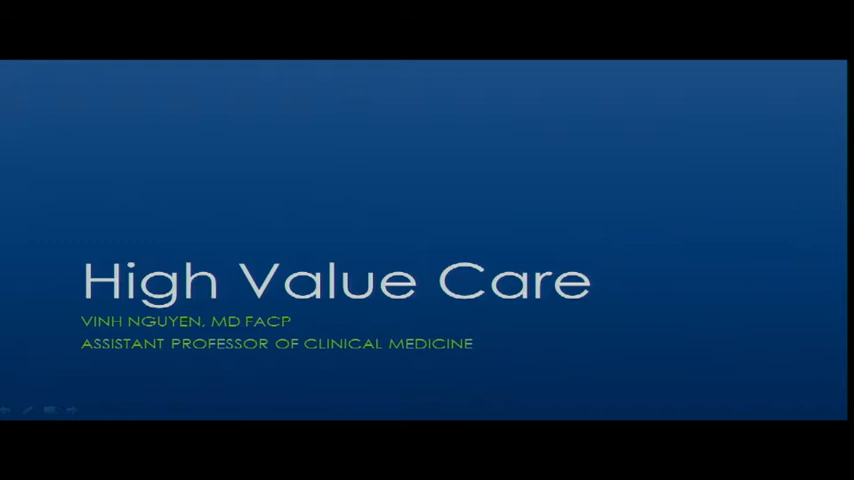 High Value Care
VINH NGUYEN, MD FACP
ASSISTANT PROFESSOR OF CLINICAL MEDICINE